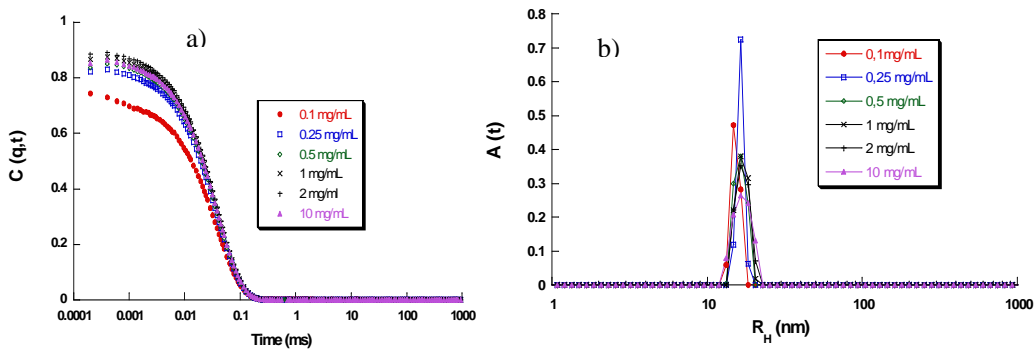 a)
C (q,t)
1
0.8
0.6
0.4
0.2
0
0.0001 0.001 0.01 0.1 1 10 100 1000
Time (ms)
0.1 mg/mL
0.25 mg/mL
0.5 mg/mL
1 mg/mL
2 mg/ml
10 mg/mL
b)
A (t)
0.8
0.7
0.6
0.5
0.4
0.3
0.2
0.1
0
1 10 100 1000
R_H (nm)
0,1mg/mL
0,25 mg/mL
0,5 mg/mL
1 mg/mL
2 mg/mL
10 mg/mL